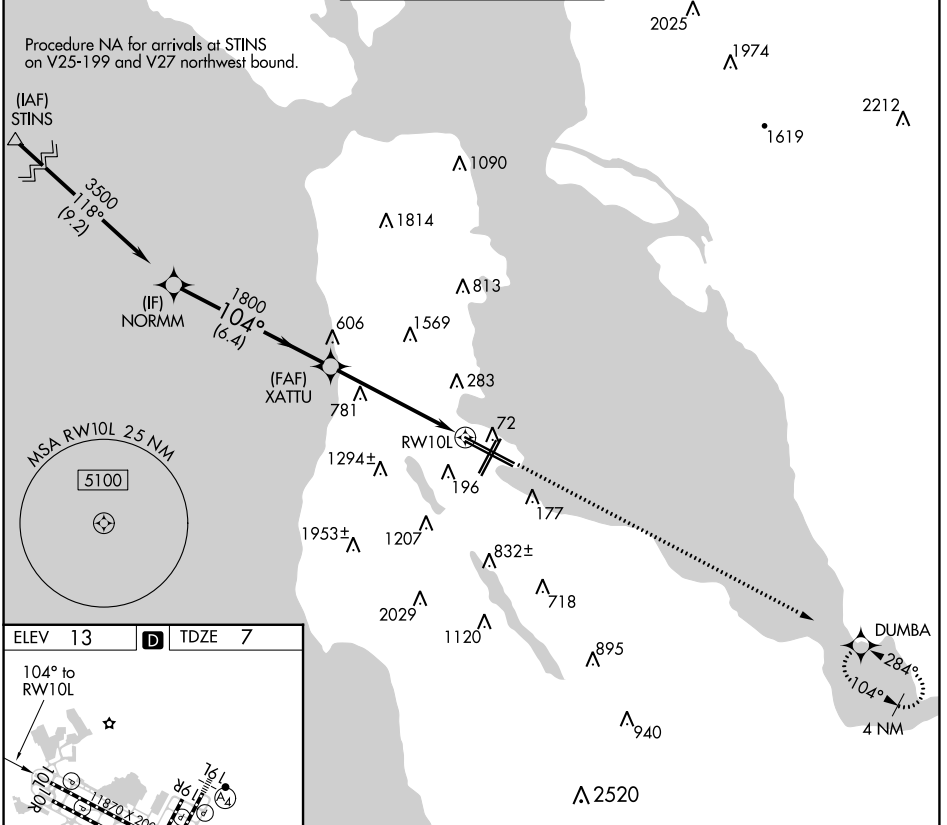 Procedure NA for arrivals at STINS
on V25-199 and V27 northwest bound.
(IAF)
STINS
3500
118°
(9.2)
(IF)
NORMM
1800
104°
(6.4)
(FAF)
XATTU
RW10L
2025
1974
2212
1619
1090
1814
813
606
1569
283
781
72
1294±
196
177
1953±
1207
832±
2029
718
1120
895
940
2520
MSA RW10L 25 NM
5100
DUMBA
284°
104°
4 NM
ELEV 13
D
TDZE 7
104° to
RW10L
10L
10R
11870 X 200
19L
19R
A4
P
P
P
P